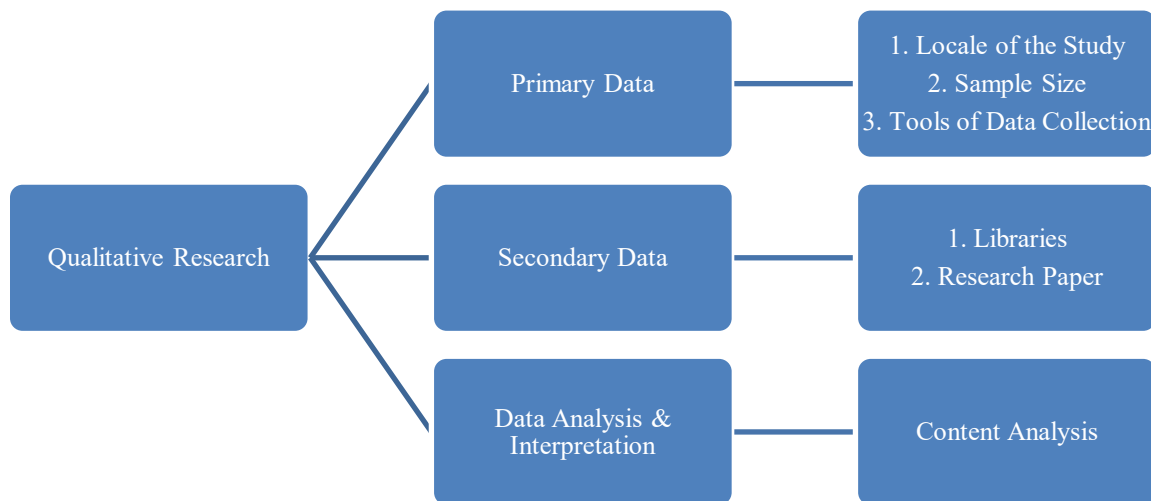 Qualitative Research
Primary Data
1. Locale of the Study
2. Sample Size
3. Tools of Data Collection
Secondary Data
1. Libraries
2. Research Paper
Data Analysis &
Interpretation
Content Analysis